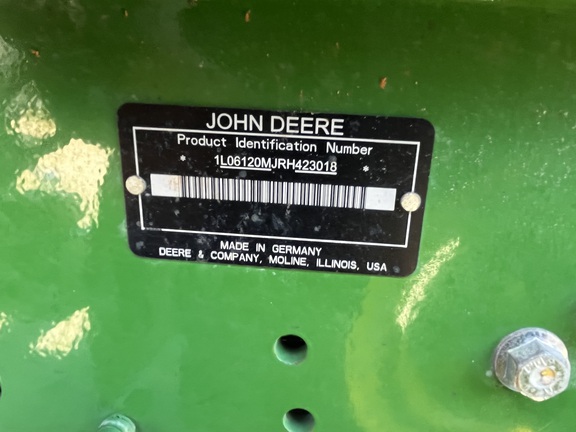 JOHN DEERE
Product Identification Number
* 1L06120MJRH423018 *
MADE IN GERMANY
DEERE & COMPANY, MOLINE, ILLINOIS, USA